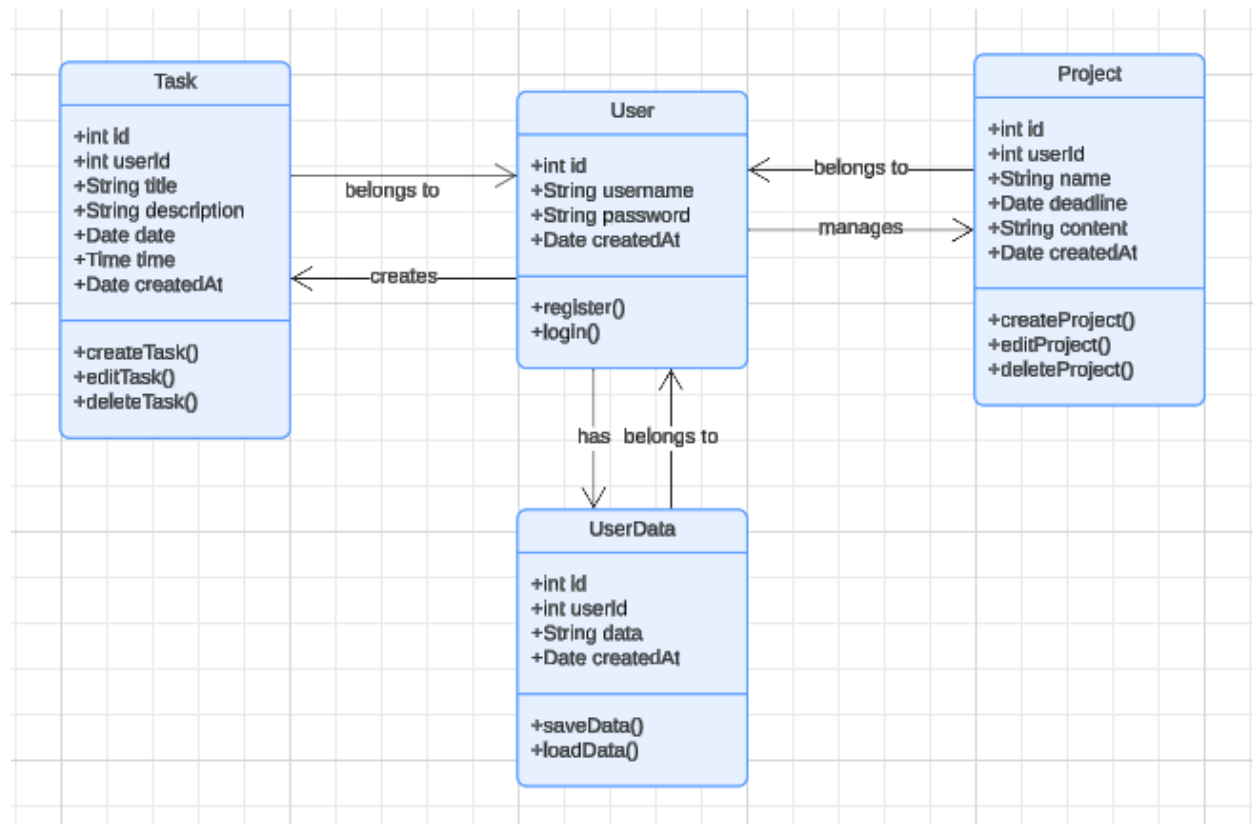 Task
+int id
+int userId
+String title
+String description
+Date date
+Time time
+Date createdAt
+createTask()
+editTask()
+deleteTask()
belongs to
creates
User
+int id
+String username
+String password
+Date createdAt
+register()
+login()
belongs to
manages
Project
+int id
+int userId
+String name
+Date deadline
+String content
+Date createdAt
+createProject()
+editProject()
+deleteProject()
has
belongs to
UserData
+int id
+int userId
+String data
+Date createdAt
+saveData()
+loadData()